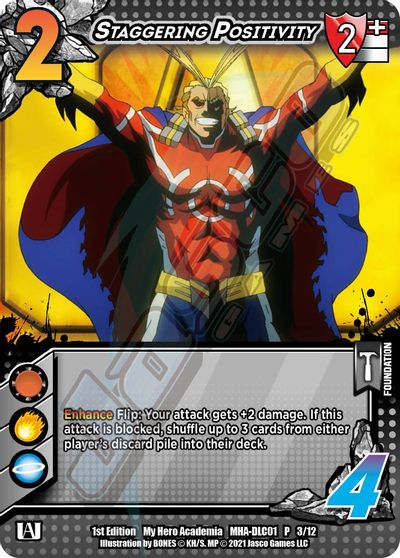 2
STAGGERING POSITIVITY
2
+
FOUNDATION
Enhance Flip: Your attack gets +2 damage. If this
attack is blocked, shuffle up to 3 cards from either
player's discard pile into their deck.
4
1st Edition My Hero Academia MHA-DLC01 P 3/12
Illustration by BONES © KH/S. MP © 2021 Jasco Games LLC